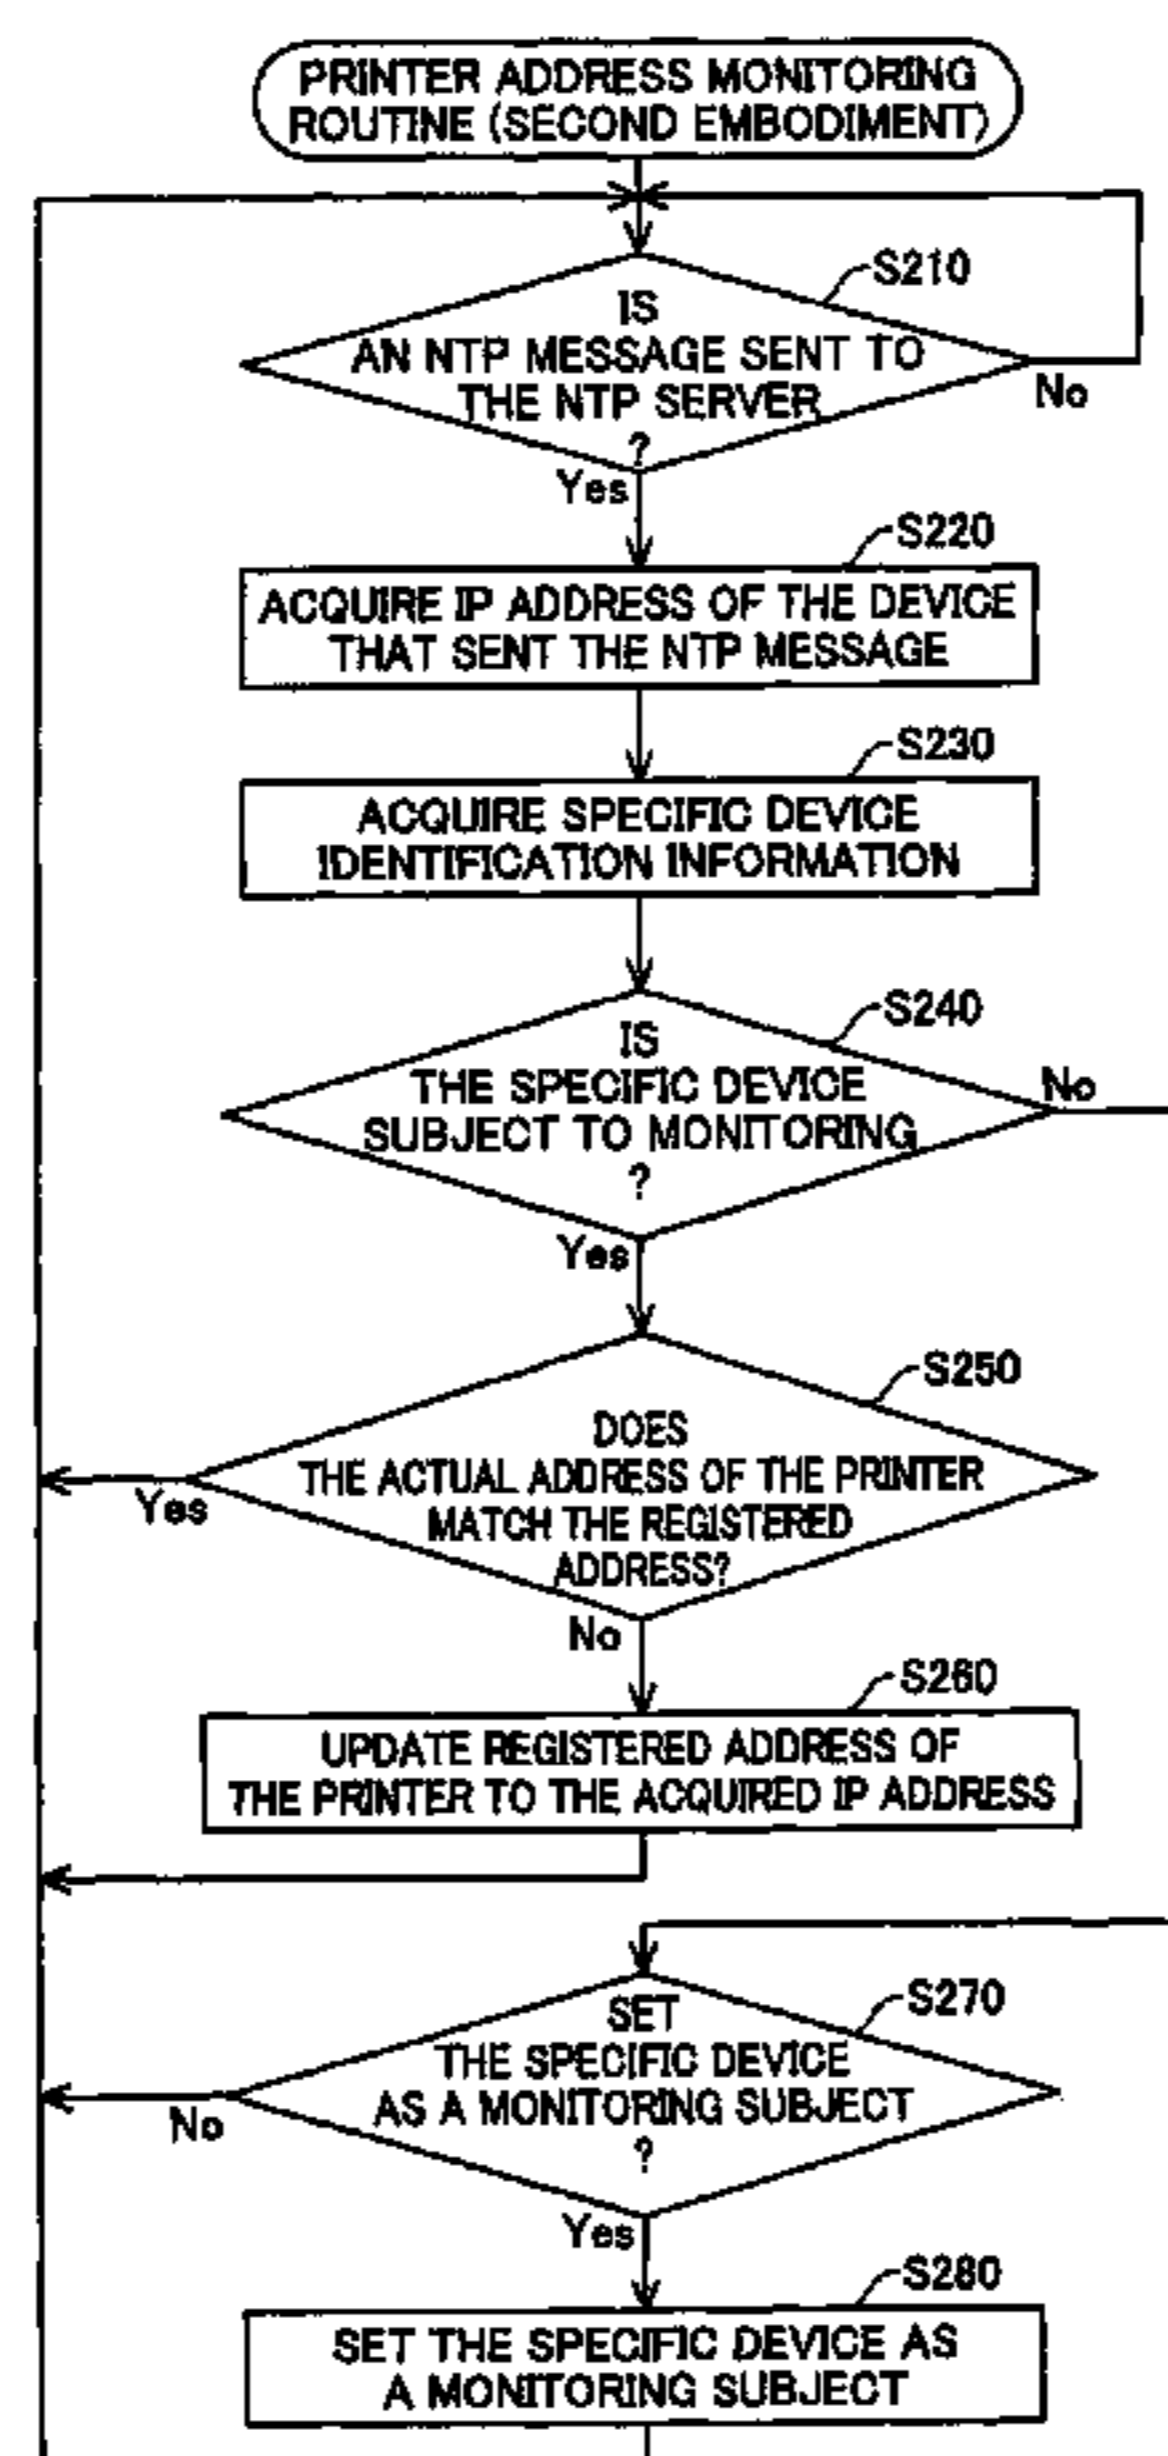 PRINTER ADDRESS MONITORING
ROUTINE (SECOND EMBODIMENT)
S210
IS
AN NTP MESSAGE SENT TO
THE NTP SERVER
?
No
Yes
S220
ACQUIRE IP ADDRESS OF THE DEVICE
THAT SENT THE NTP MESSAGE
S230
ACQUIRE SPECIFIC DEVICE
IDENTIFICATION INFORMATION
S240
IS
THE SPECIFIC DEVICE
SUBJECT TO MONITORING
?
No
Yes
S250
DOES
THE ACTUAL ADDRESS OF THE PRINTER
MATCH THE REGISTERED
ADDRESS?
Yes
No
S260
UPDATE REGISTERED ADDRESS OF
THE PRINTER TO THE ACQUIRED IP ADDRESS
S270
SET
THE SPECIFIC DEVICE
AS A MONITORING SUBJECT
?
No
Yes
S280
SET THE SPECIFIC DEVICE AS
A MONITORING SUBJECT